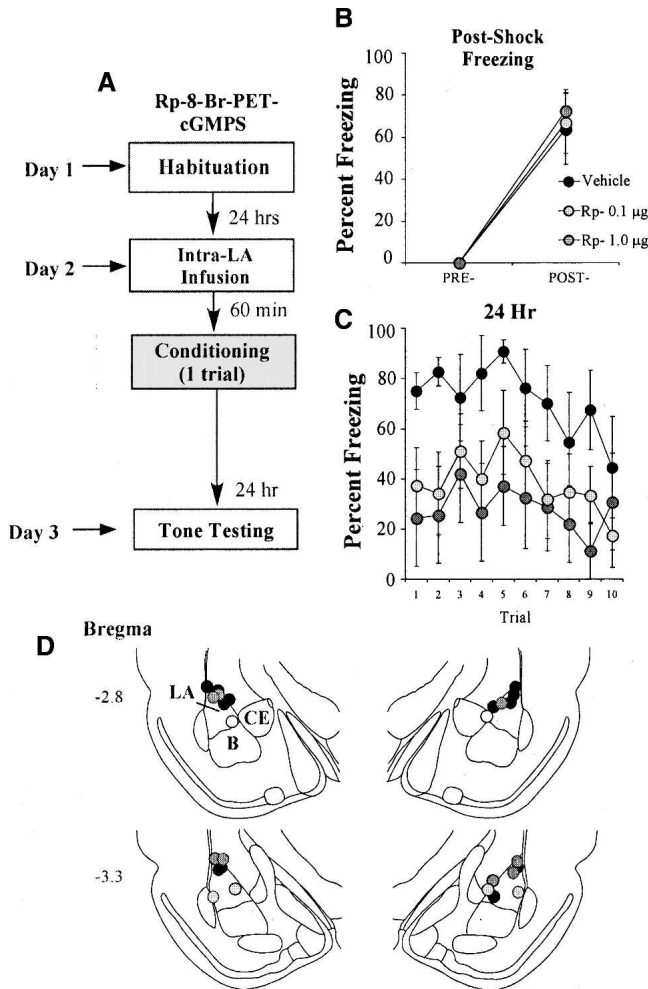 A
Rp-8-Br-PET-
cGMPS
Day 1
Habituation
24 hrs
Day 2
Intra-LA
Infusion
60 min
Conditioning
(1 trial)
24 hr
Day 3
Tone Testing
B
Post-Shock
Freezing
Percent Freezing
100
80
60
40
20
0
PRE-
POST-
Vehicle
Rp- 0.1 µg
Rp- 1.0 µg
C
24 Hr
Percent Freezing
100
80
60
40
20
0
1 2 3 4 5 6 7 8 9 10
Trial
D
Bregma
-2.8
LA
CE
B
-3.3